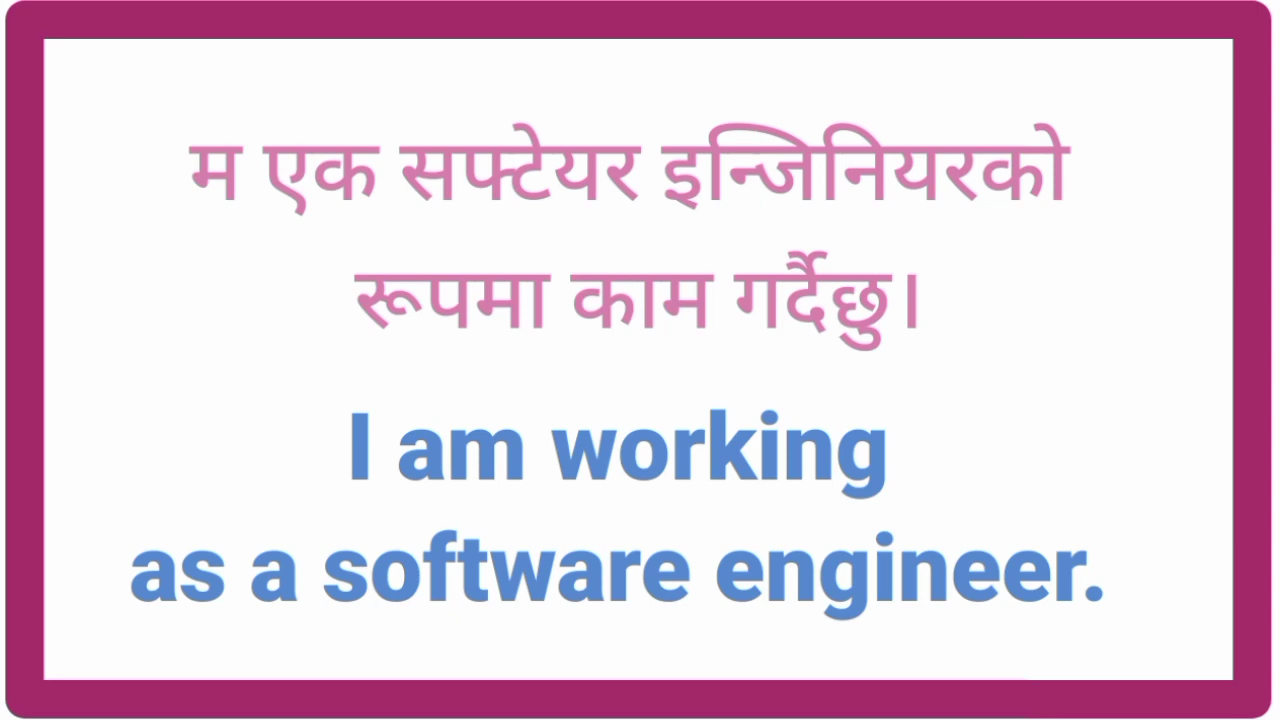 म एक सफ्टेयर इन्जिनियरको
रूपमा काम गर्दैछु।
I am working
as a software engineer.